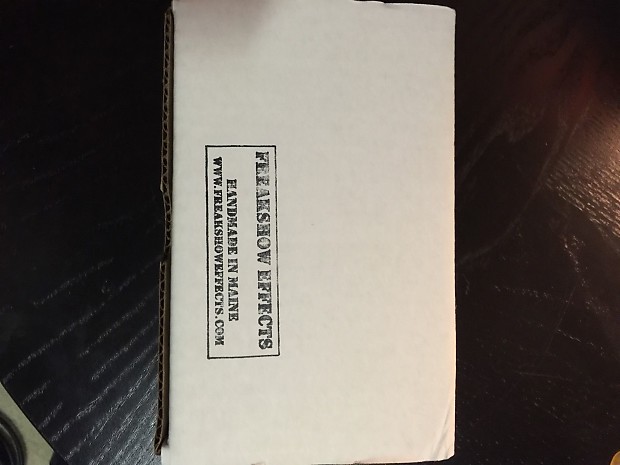 FREAKSHOW EFFECTS
HANDMADE IN MAINE
WWW.FREAKSHOWEFFECTS.COM